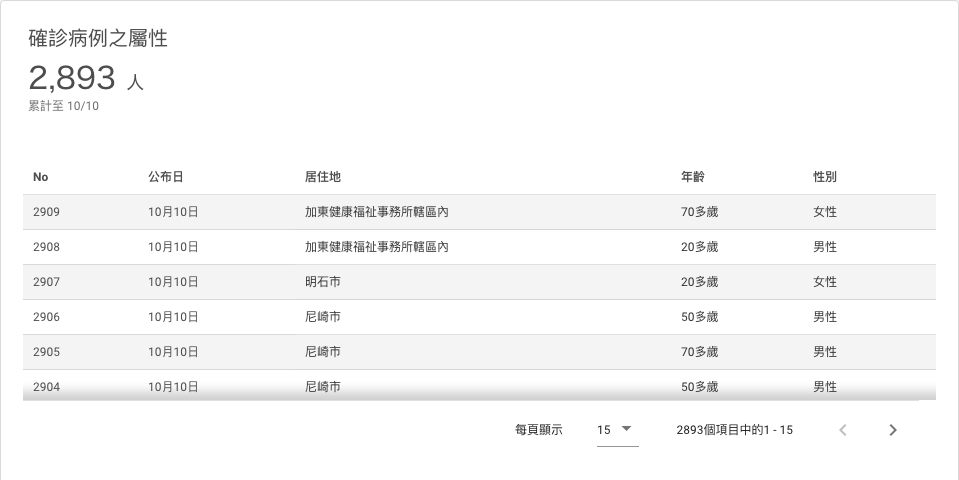 確診病例之屬性
2,893 人
累計至 10/10
No 公布日 居住地 年齡 性別
2909 10月10日 加東健康福祉事務所轄區內 70多歲 女性
2908 10月10日 加東健康福祉事務所轄區內 20多歲 男性
2907 10月10日 明石市 20多歲 女性
2906 10月10日 尼崎市 50多歲 男性
2905 10月10日 尼崎市 70多歲 男性
2904 10月10日 尼崎市 50多歲 男性
每頁顯示 15 2893個項目中的1 - 15